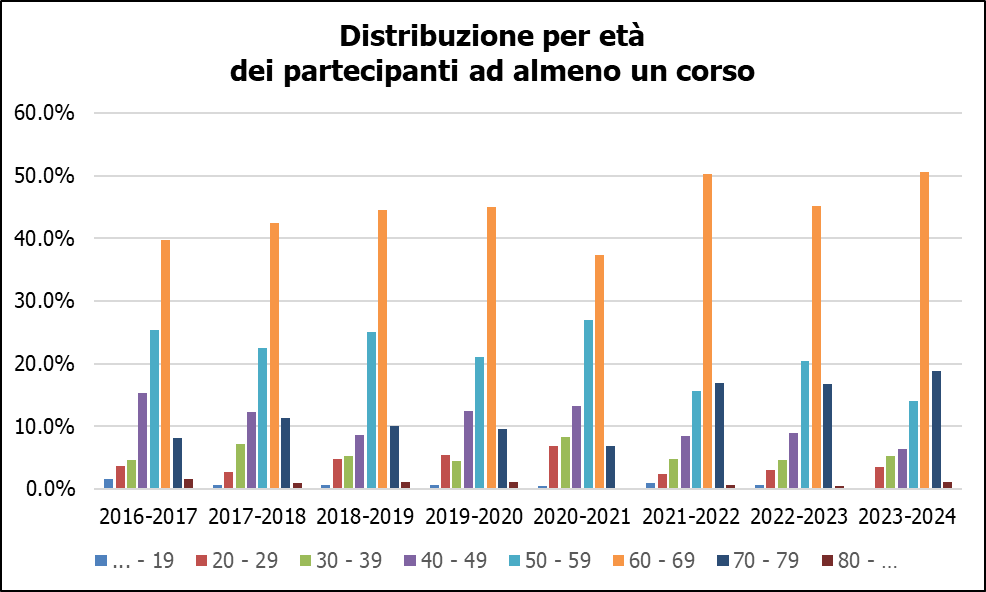 Distribuzione per età
dei partecipanti ad almeno un corso
60.0%
50.0%
40.0%
30.0%
20.0%
10.0%
0.0%
2016-2017 2017-2018 2018-2019 2019-2020 2020-2021 2021-2022 2022-2023 2023-2024
... - 19 20 - 29 30 - 39 40 - 49 50 - 59 60 - 69 70 - 79 80 - ...